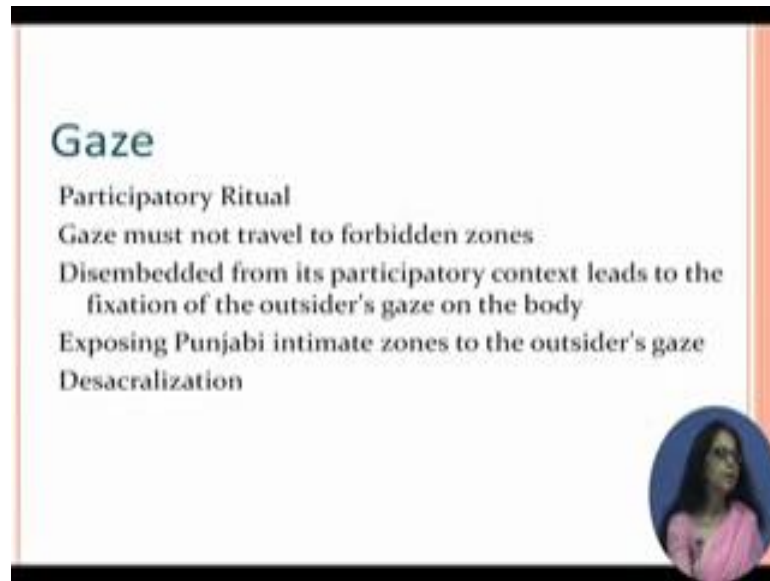 Gaze
Participatory Ritual
Gaze must not travel to forbidden zones
Disembedded from its participatory context leads to the
fixation of the outsider's gaze on the body
Exposing Punjabi intimate zones to the outsider's gaze
Desacralization